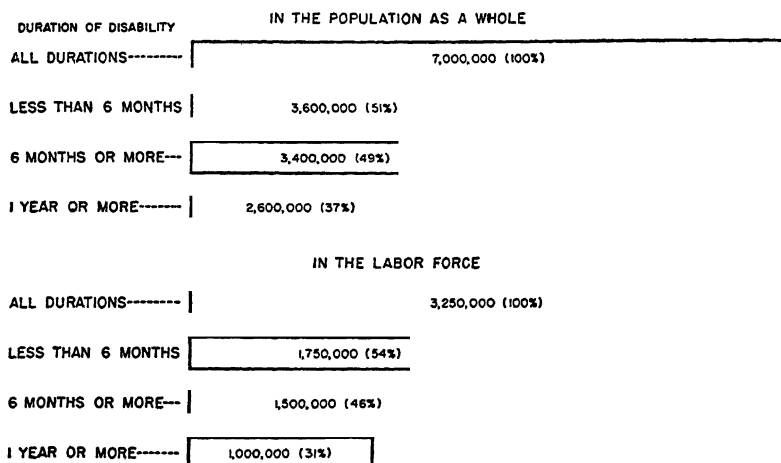 IN THE POPULATION AS A WHOLE
DURATION OF DISABILITY
ALL DURATIONS-------- 7,000,000 (100%)
LESS THAN 6 MONTHS 3,600,000 (51%)
6 MONTHS OR MORE--- 3,400,000 (49%)
1 YEAR OR MORE------- 2,600,000 (37%)
IN THE LABOR FORCE
ALL DURATIONS-------- 3,250,000 (100%)
LESS THAN 6 MONTHS 1,750,000 (54%)
6 MONTHS OR MORE--- 1,500,000 (46%)
1 YEAR OR MORE------- 1,000,000 (31%)